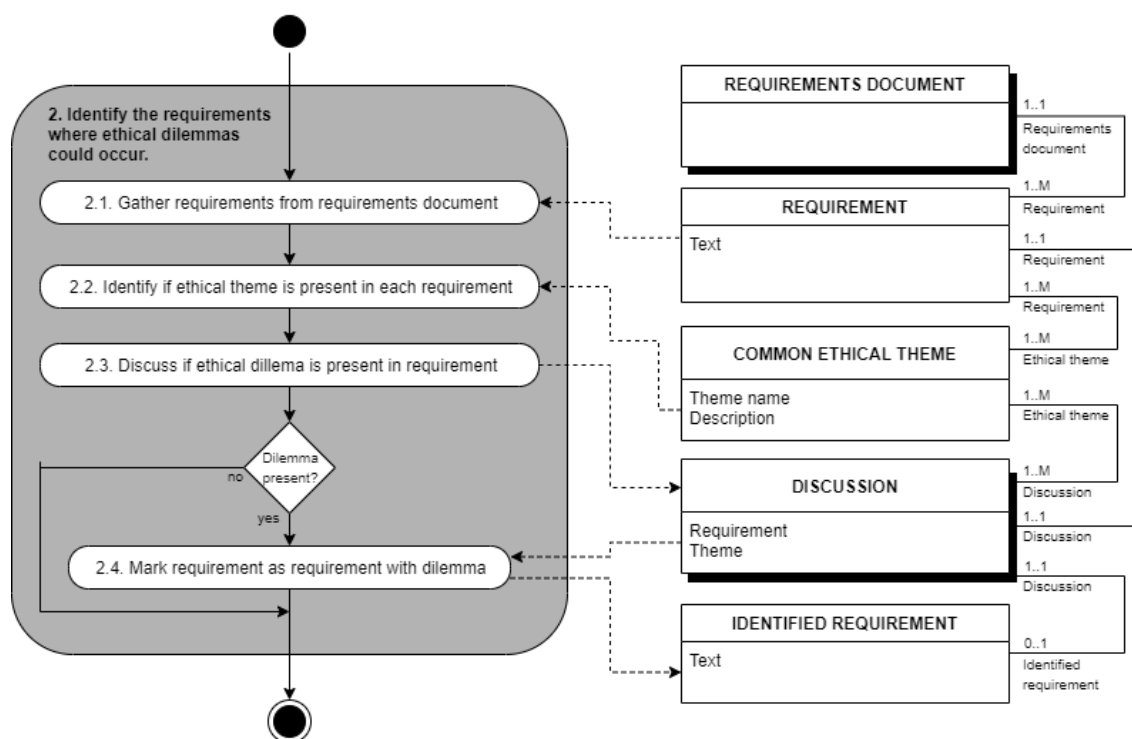 2. Identify the requirements
where ethical dilemmas
could occur.
2.1. Gather requirements from requirements document
2.2. Identify if ethical theme is present in each requirement
2.3. Discuss if ethical dillema is present in requirement
Dilemma
present?
no
yes
2.4. Mark requirement as requirement with dilemma
REQUIREMENTS DOCUMENT
1..1
Requirements
document
1..M
Requirement
REQUIREMENT
Text
1..1
Requirement
1..M
Requirement
1..M
Ethical theme
COMMON ETHICAL THEME
Theme name
Description
1..M
Ethical theme
1..M
Discussion
DISCUSSION
Requirement
Theme
1..1
Discussion
1..1
Discussion
IDENTIFIED REQUIREMENT
Text
0..1
Identified
requirement